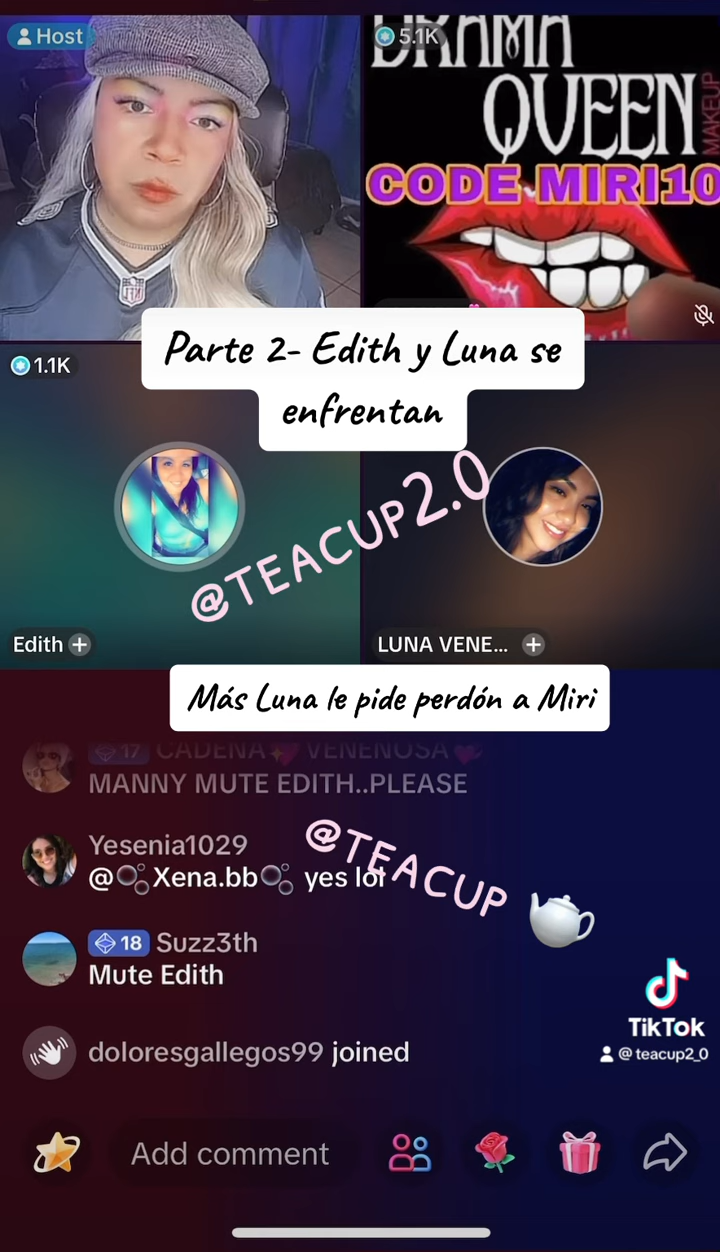 Host
5.1K
DRAMA
QUEEN
MAKEUP
CODE MIRI10
Parte 2- Edith y Luna se
enfrentan
1.1K
@TEACUP2.0
Edith
LUNA VENE...
Más Luna le pide perdón a Miri
17 CADENA VENENOSA
MANNY MUTE EDITH..PLEASE
Yesenia1029
@Xena.bb yes lol
@TEACUP
18 Suzz3th
Mute Edith
TikTok
doloresgallegos99 joined
@teacup2_0
Add comment